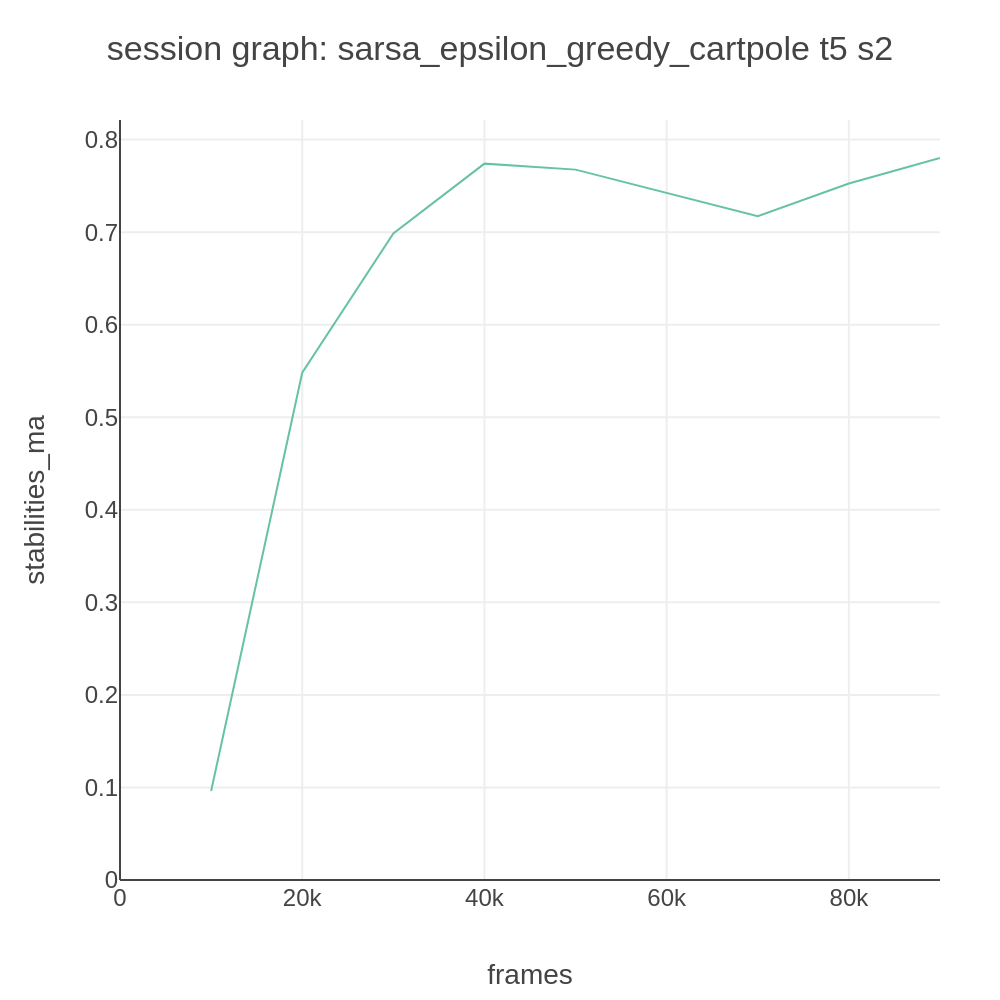 session graph: sarsa_epsilon_greedy_cartpole t5 s2
stabilities_ma
0.8
0.7
0.6
0.5
0.4
0.3
0.2
0.1
0
0
20k
40k
60k
80k
frames